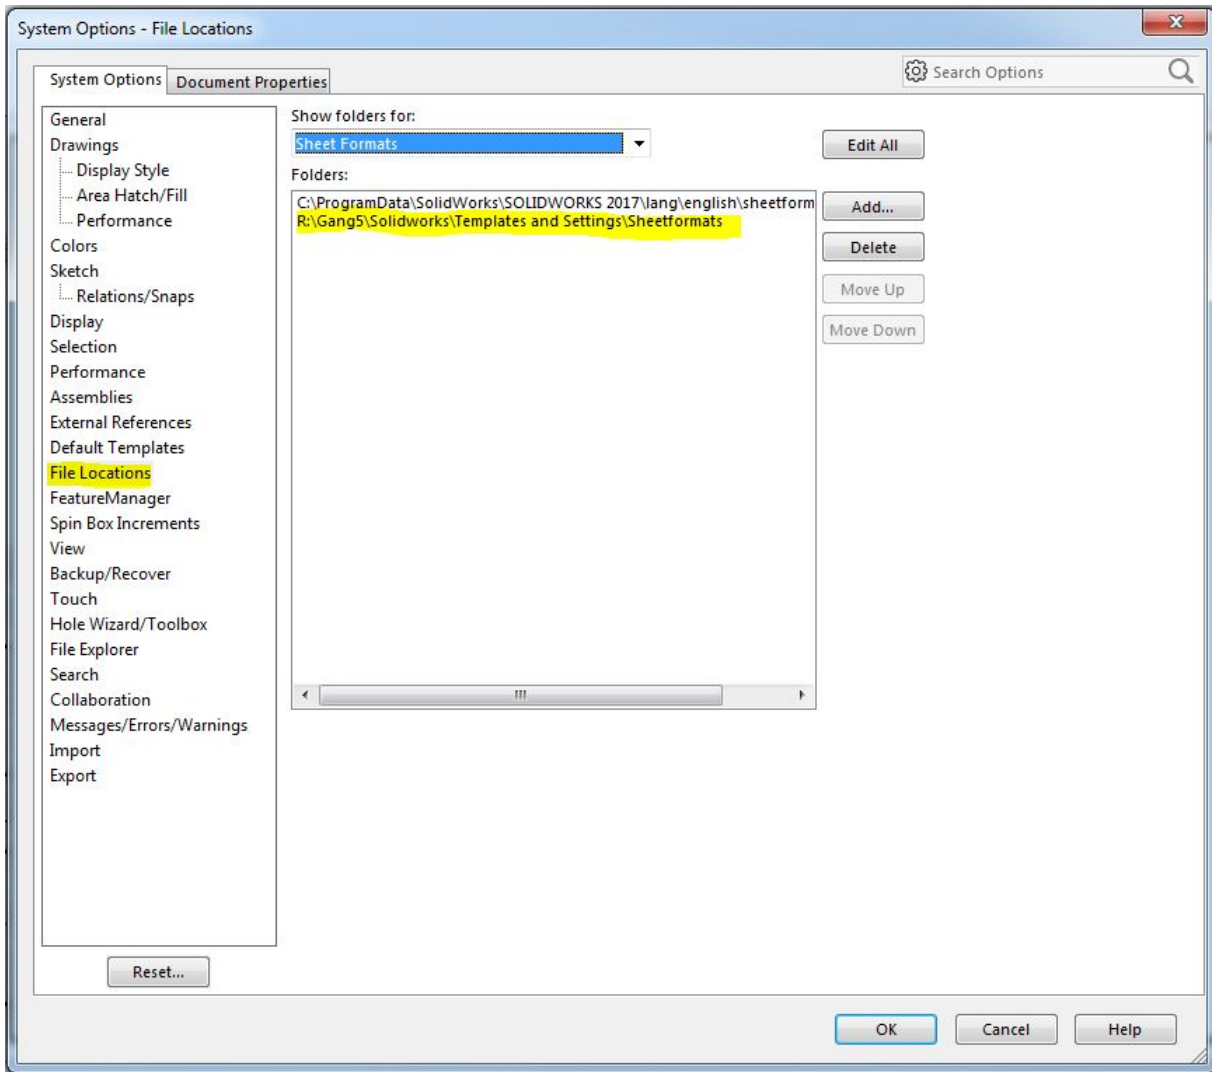 System Options - File Locations
System Options
Document Properties
Search Options
General
Drawings
Display Style
Area Hatch/Fill
Performance
Colors
Sketch
Relations/Snaps
Display
Selection
Performance
Assemblies
External References
Default Templates
File Locations
FeatureManager
Spin Box Increments
View
Backup/Recover
Touch
Hole Wizard/Toolbox
File Explorer
Search
Collaboration
Messages/Errors/Warnings
Import
Export
Reset...
Show folders for:
Sheet Formats
Edit All
Folders:
C:\ProgramData\SolidWorks\SOLIDWORKS 2017\lang\english\sheetform
R:\Gang5\Solidworks\Templates and Settings\Sheetformats
Add...
Delete
Move Up
Move Down
OK
Cancel
Help